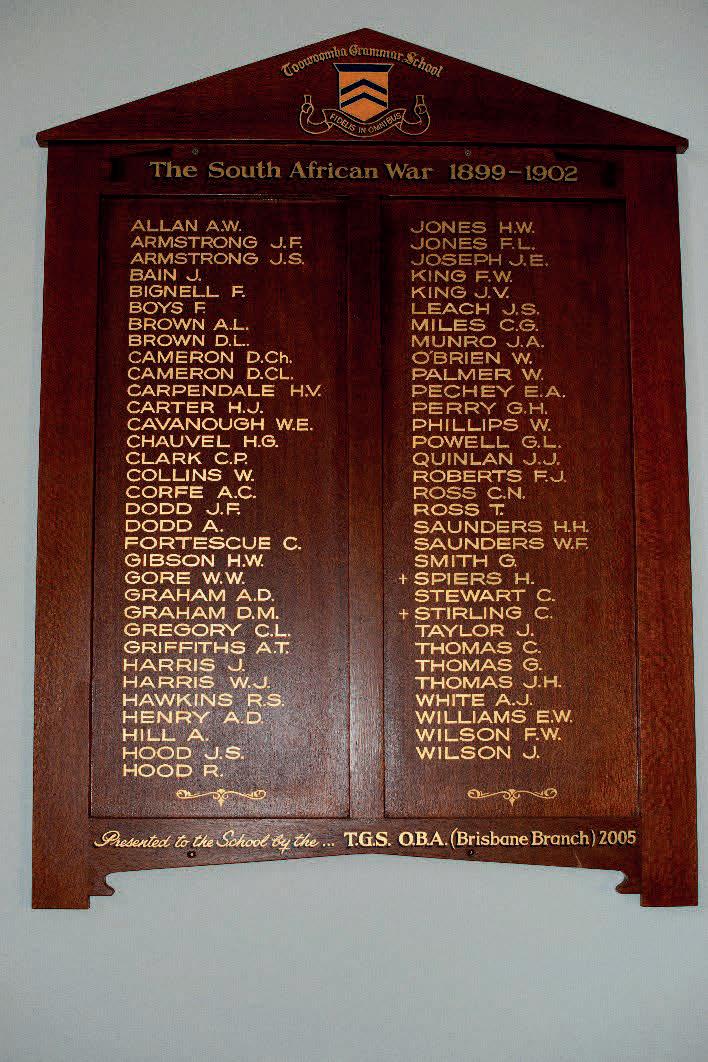 Toowoomba Grammar School
FIDELIS IN OMNIBUS
The South African War 1899-1902
ALLAN A.W.
ARMSTRONG J.F.
ARMSTRONG J.S.
BAIN J.
BIGNELL F.
BOYS F.
BROWN A.L.
BROWN D.L.
CAMERON D.Ch.
CAMERON D.CL.
CARPENDALE H.V.
CARTER H.J.
CAVANOUGH W.E.
CHAUVEL H.G.
CLARK C.P.
COLLINS W.
CORFE A.C.
DODD J.F.
DODD A.
FORTESCUE C.
GIBSON H.W.
GORE W.W.
GRAHAM A.D.
GRAHAM D.M.
GREGORY C.L.
GRIFFITHS A.T.
HARRIS J.
HARRIS W.J.
HAWKINS R.S.
HENRY A.D.
HILL A.
HOOD J.S.
HOOD R.
JONES H.W.
JONES F.L.
JOSEPH J.E.
KING F.W.
KING J.V.
LEACH J.S.
MILES C.G.
MUNRO J.A.
O'BRIEN W.
PALMER W.
PECHEY E.A.
PERRY G.H.
PHILLIPS W.
POWELL G.L.
QUINLAN J.J.
ROBERTS F.J.
ROSS C.N.
ROSS T.
SAUNDERS H.H.
SAUNDERS W.F.
SMITH G.
† SPIERS H.
STEWART C.
† STIRLING C.
TAYLOR J.
THOMAS C.
THOMAS G.
THOMAS J.H.
WHITE A.J.
WILLIAMS E.W.
WILSON F.W.
WILSON J.
Presented to the School by the ... T.G.S. O.B.A. (Brisbane Branch) 2005